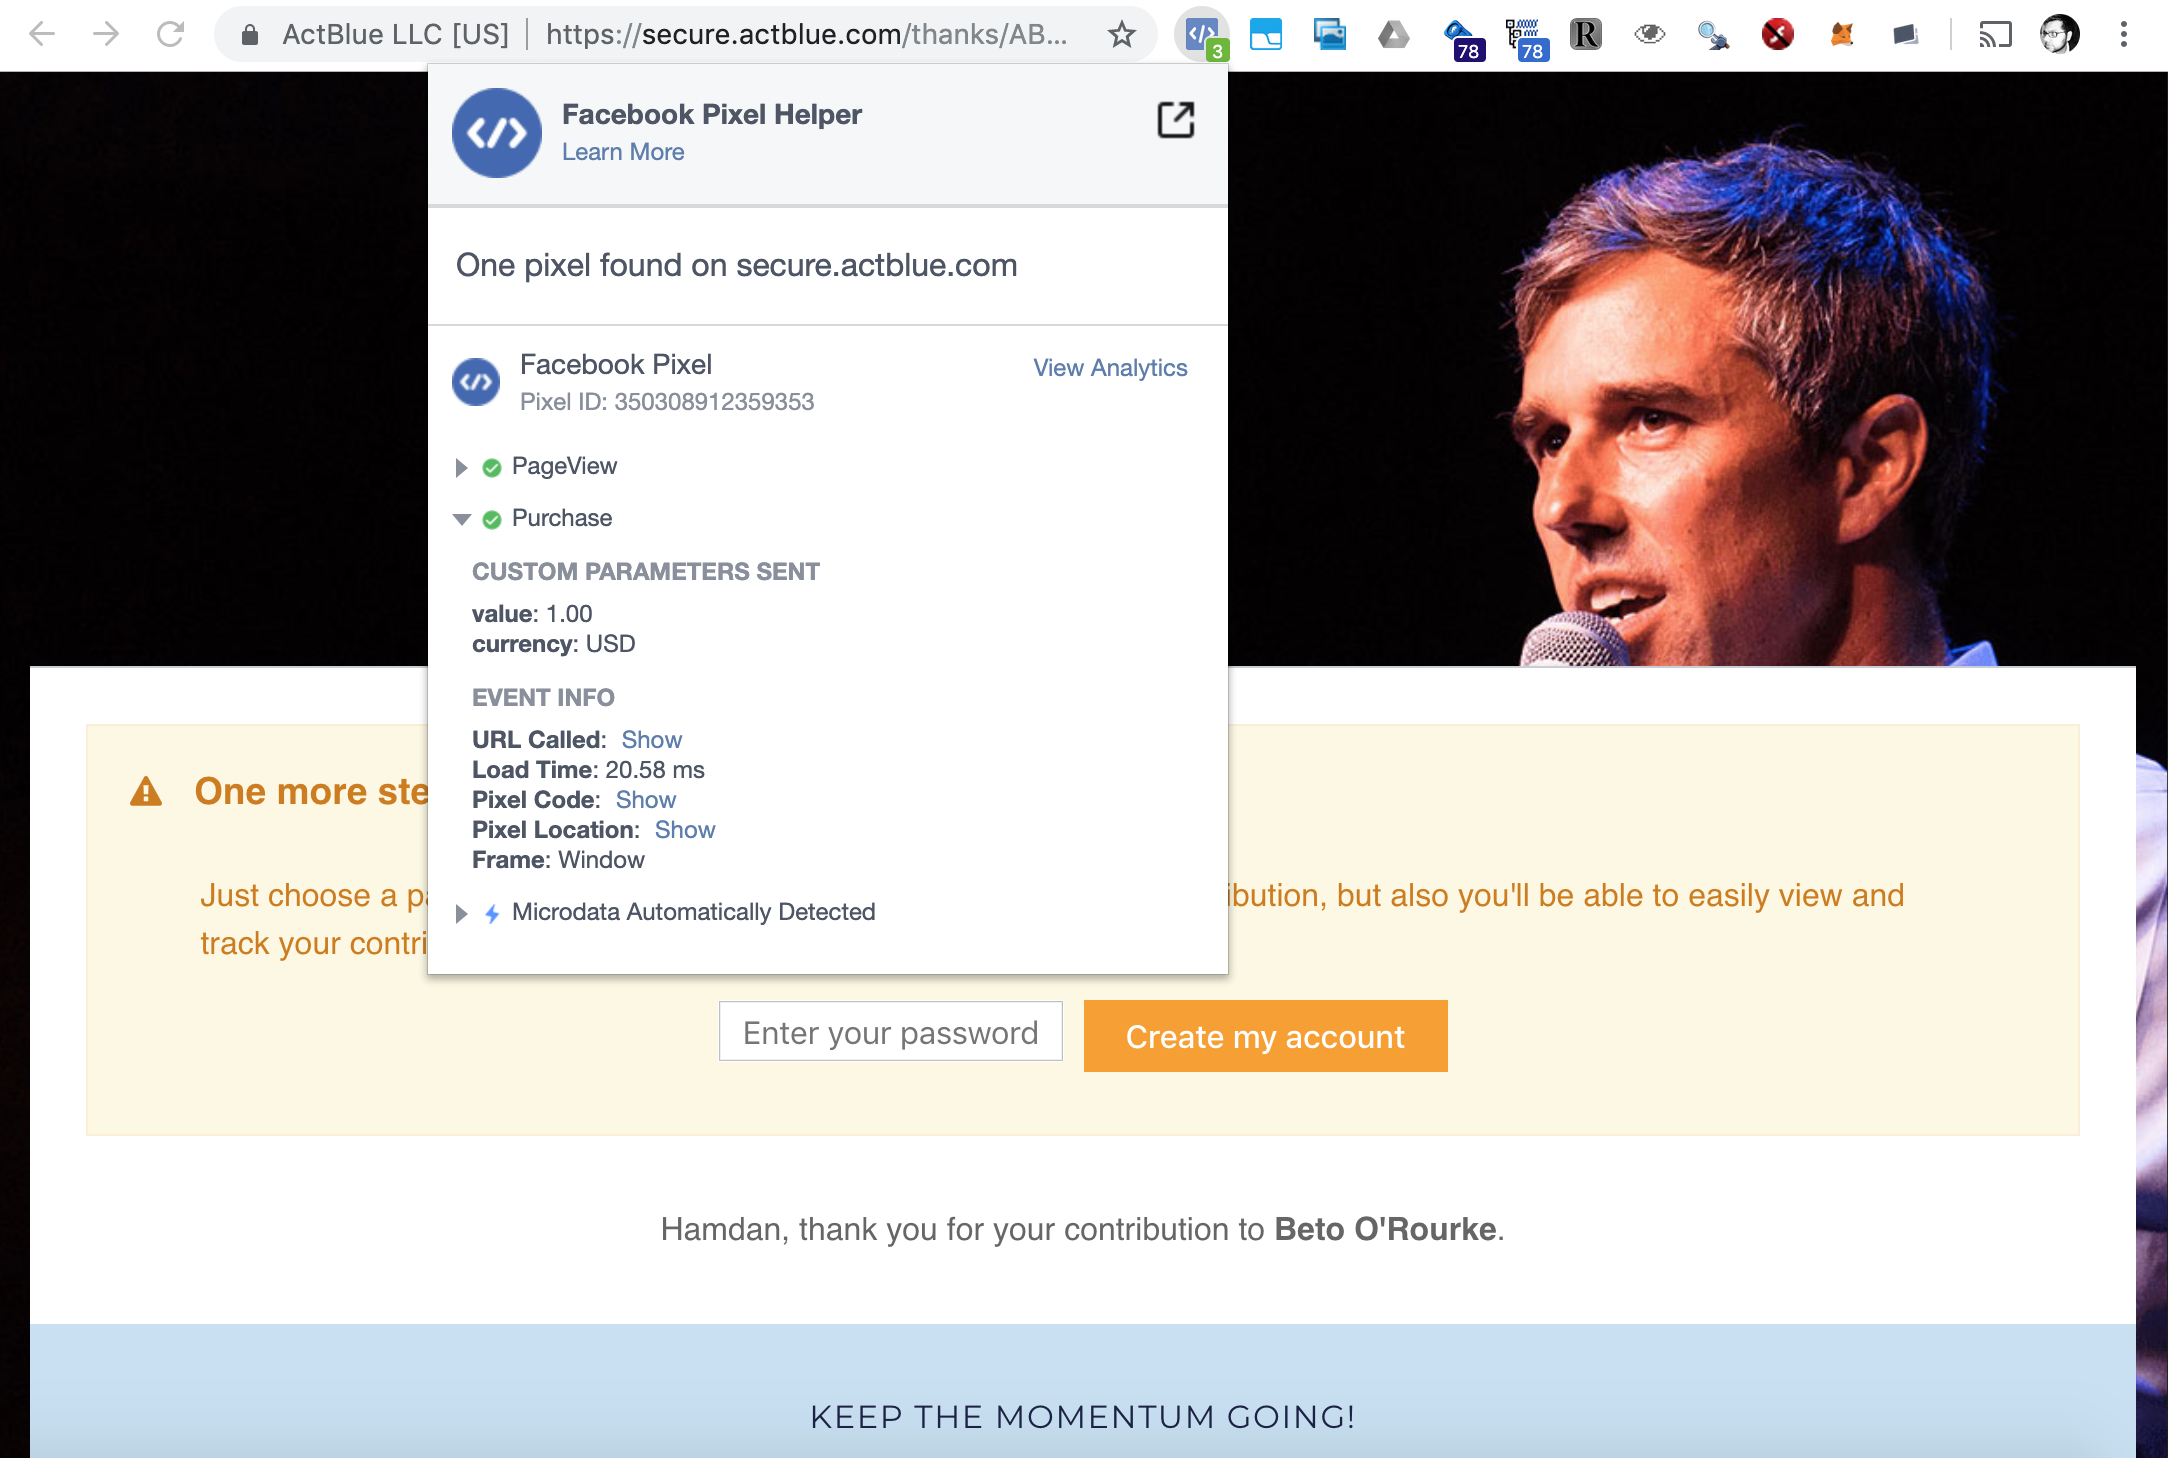 ActBlue LLC [US] https://secure.actblue.com/thanks/AB...
3
78
78
R
Facebook Pixel Helper
Learn More
One pixel found on secure.actblue.com
Facebook Pixel
View Analytics
Pixel ID: 350308912359353
PageView
Purchase
CUSTOM PARAMETERS SENT
value: 1.00
currency: USD
EVENT INFO
URL Called: Show
Load Time: 20.58 ms
Pixel Code: Show
Pixel Location: Show
Frame: Window
Microdata Automatically Detected
One more ste
Just choose a p
ibution, but also you'll be able to easily view and
track your contri
Enter your password
Create my account
Hamdan, thank you for your contribution to Beto O'Rourke.
KEEP THE MOMENTUM GOING!